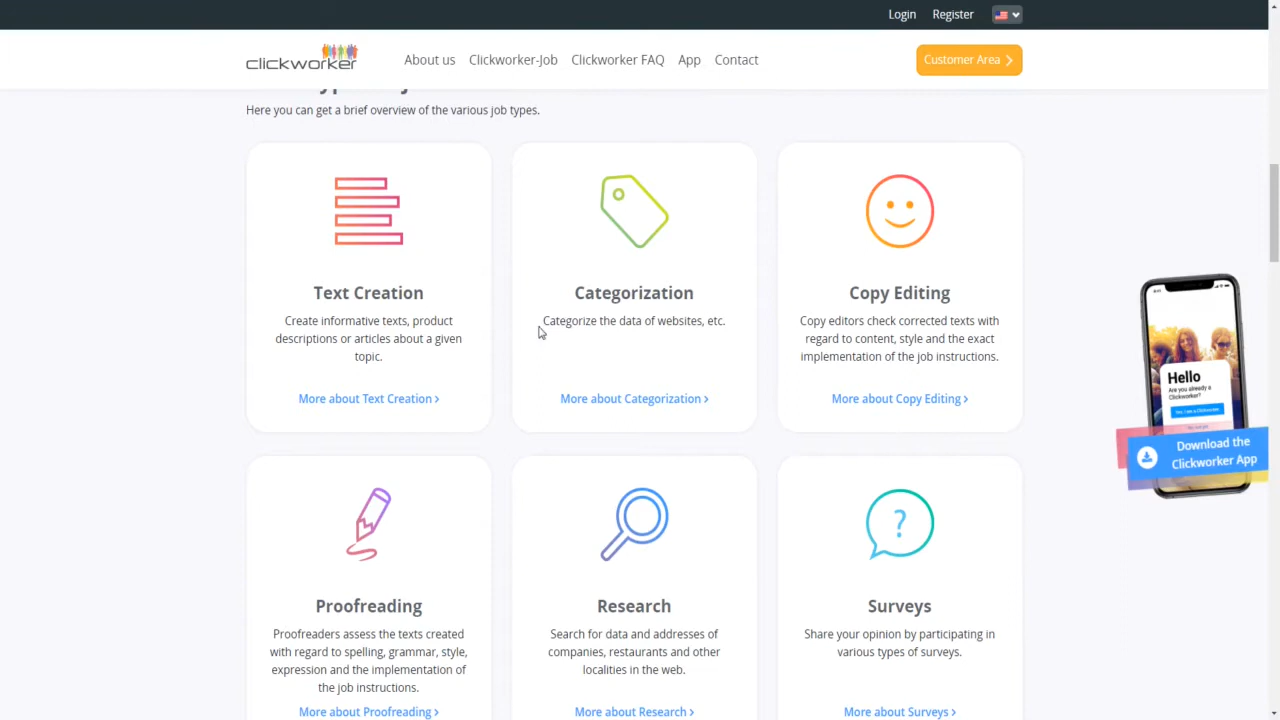 Login
Register
clickworker
About us
Clickworker-Job
Clickworker FAQ
App
Contact
Customer Area
Here you can get a brief overview of the various job types.
Text Creation
Create informative texts, product
descriptions or articles about a given
topic.
More about Text Creation
Categorization
Categorize the data of websites, etc.
More about Categorization
Copy Editing
Copy editors check corrected texts with
regard to content, style and the exact
implementation of the job instructions.
More about Copy Editing
Hello
Are you already a
Clickworker?
Yes, I am a Clickworker
Download the
Clickworker App
Proofreading
Proofreaders assess the texts created
with regard to spelling, grammar, style,
expression and the implementation of
the job instructions.
More about Proofreading
Research
Search for data and addresses of
companies, restaurants and other
localities in the web.
More about Research
?
Surveys
Share your opinion by participating in
various types of surveys.
More about Surveys